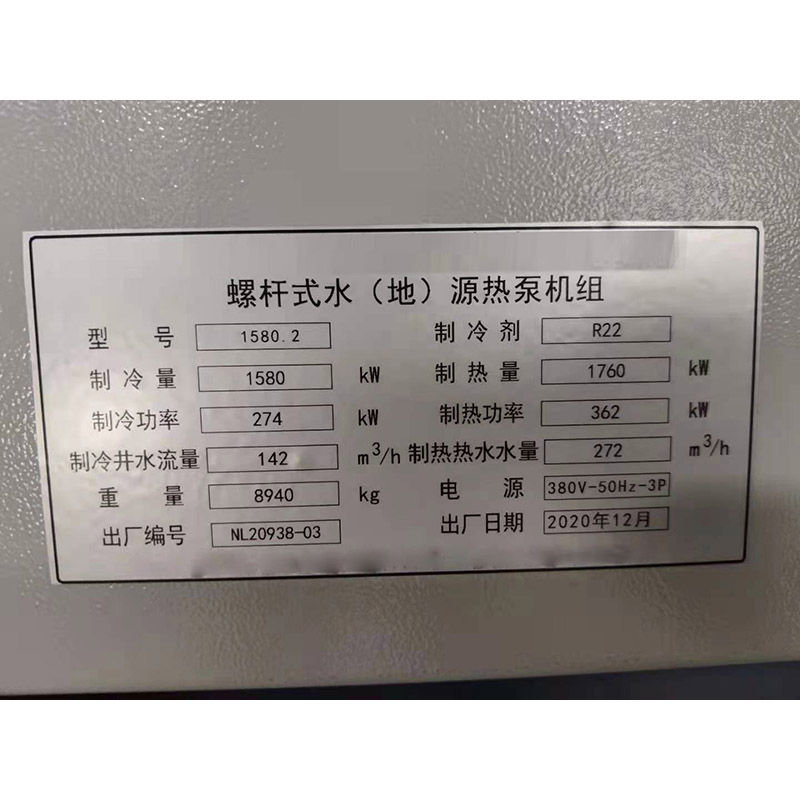 螺杆式水（地）源热泵机组
型 号 1580.2 制冷剂 R22
制冷量 1580 kW 制热量 1760 kW
制冷功率 274 kW 制热功率 362 kW
制冷井水流量 142 m³/h 制热热水水量 272 m³/h
重 量 8940 kg 电 源 380V-50Hz-3P
出厂编号 NL20938-03 出厂日期 2020年12月